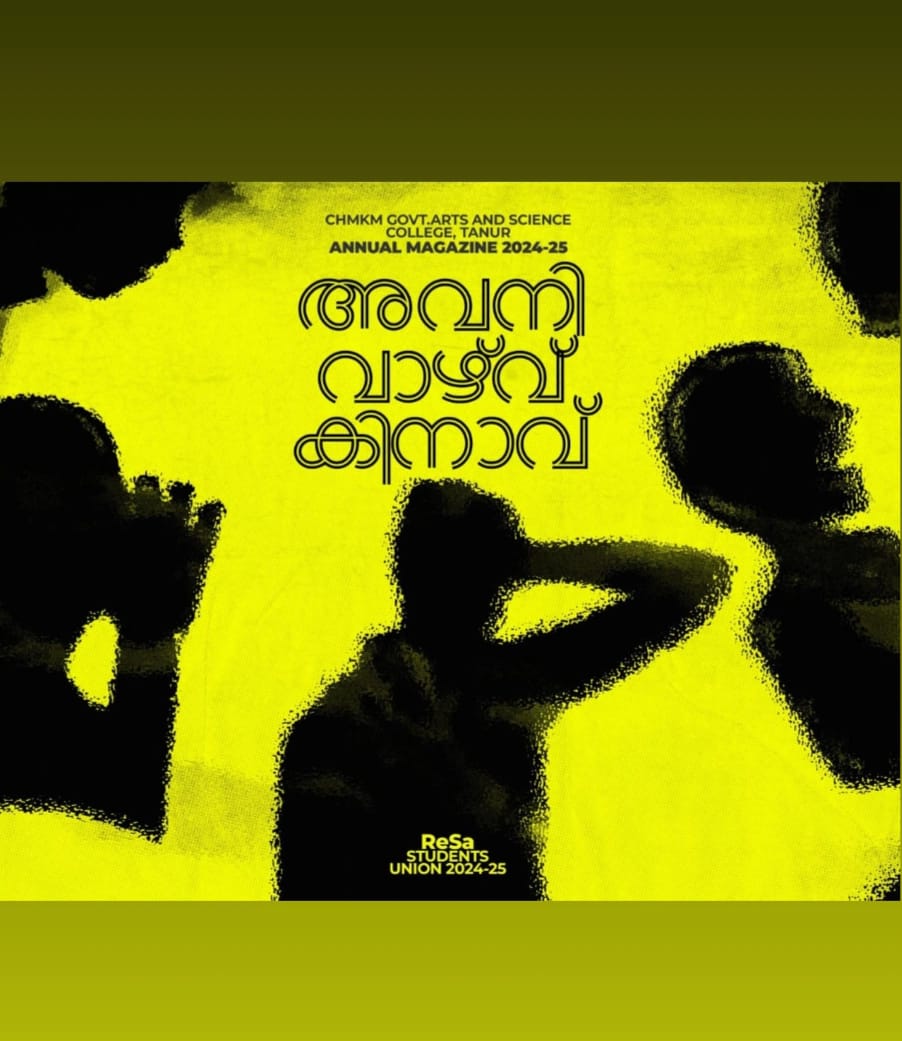 CHMKM GOVT.ARTS AND SCIENCE
COLLEGE, TANUR
ANNUAL MAGAZINE 2024-25
അവനി
വാഴ്‌വ്
കിനാവ്
ReSa
STUDENTS
UNION 2024-25